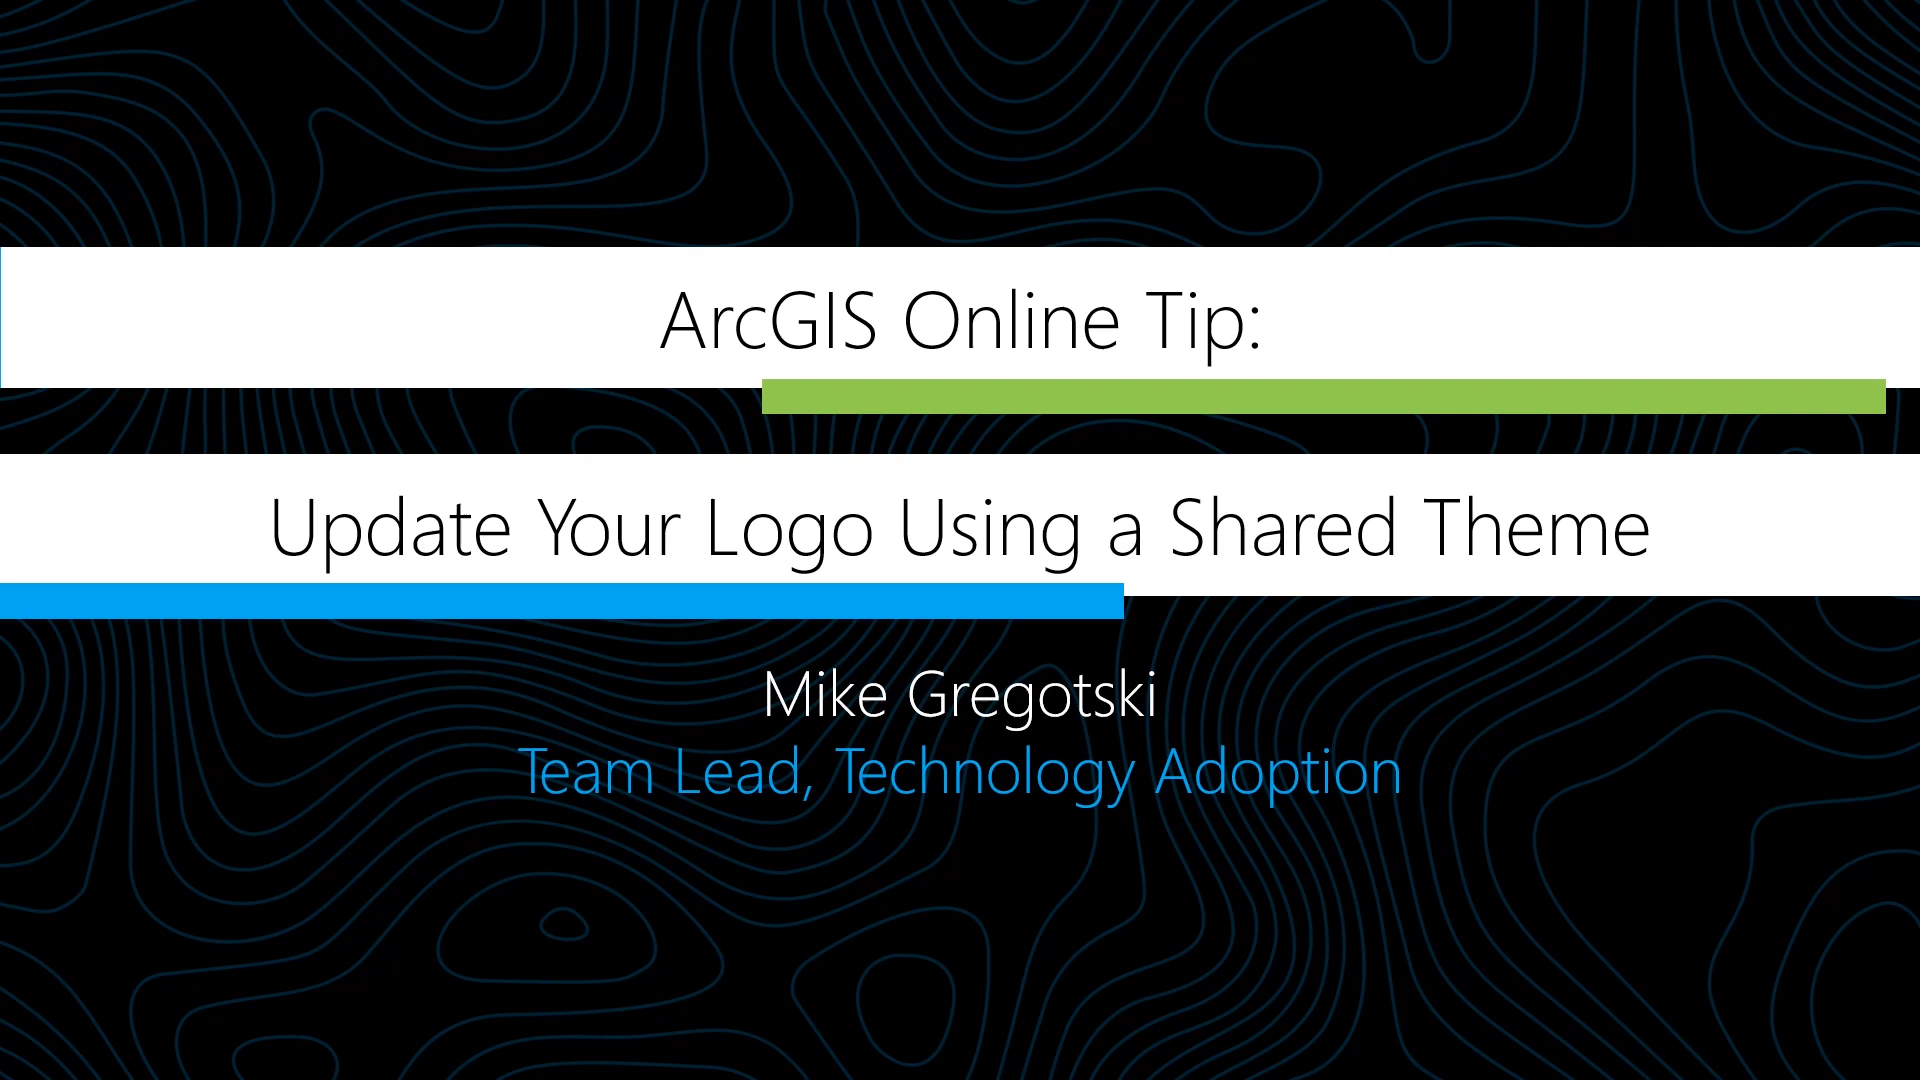 ArcGIS Online Tip:
Update Your Logo Using a Shared Theme
Mike Gregotski
Team Lead, Technology Adoption